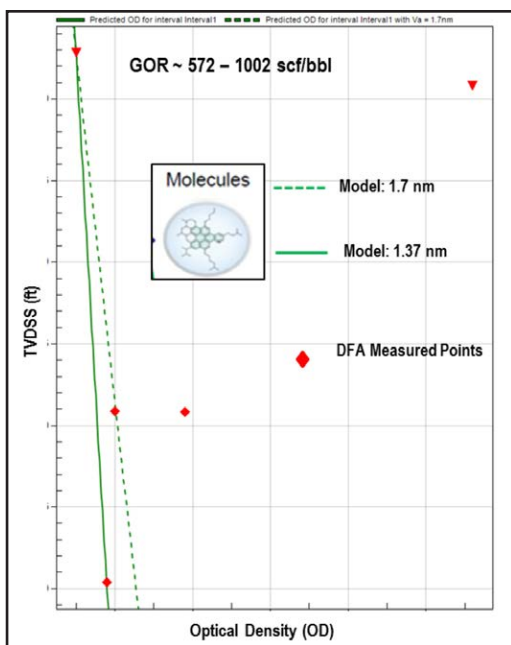 Predicted OD for interval Interval1 Predicted OD for interval Interval1 with Va = 1.7nm
GOR ~ 572 – 1002 scf/bbl
Molecules
Model: 1.7 nm
Model: 1.37 nm
TVDSS (ft)
DFA Measured Points
Optical Density (OD)